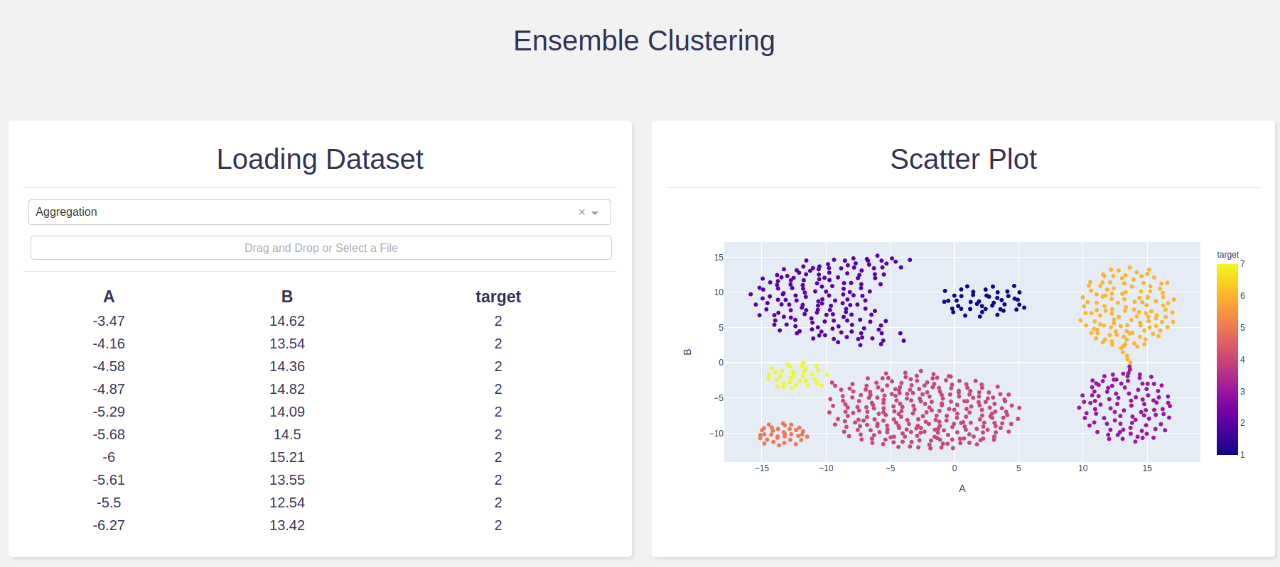 Ensemble Clustering
Loading Dataset
Aggregation × 
Drag and Drop or Select a File
A B target
-3.47 14.62 2
-4.16 13.54 2
-4.58 14.36 2
-4.87 14.82 2
-5.29 14.09 2
-5.68 14.5 2
-6 15.21 2
-5.61 13.55 2
-5.5 12.54 2
-6.27 13.42 2
Scatter Plot
target
15
10
5
0
−5
−10
B
−15 −10 −5 0 5 10 15
A
7
6
5
4
3
2
1